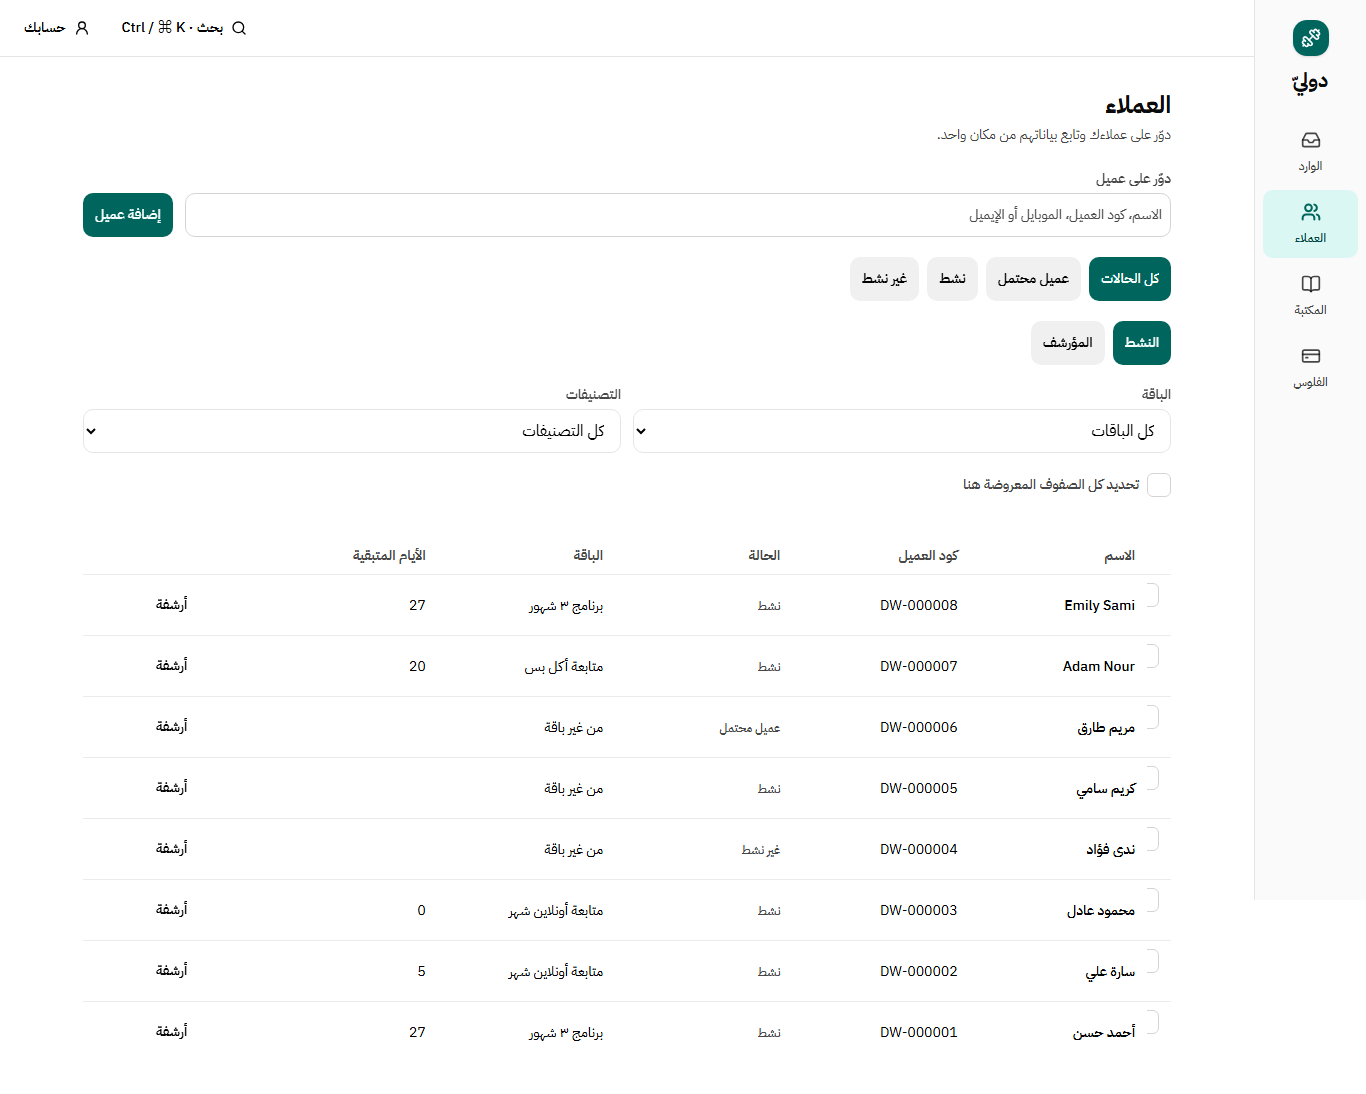 دوليّ
الوارد
العملاء
المكتبة
الفلوس
بحث · Ctrl / ⌘ K
حسابك
العملاء
دوّر على عملاءك وتابع بياناتهم من مكان واحد.
دوّر على عميل
الاسم، كود العميل، الموبايل أو الإيميل
إضافة عميل
كل الحالات عميل محتمل نشط غير نشط
النشط المؤرشف
الباقة التصنيفات
كل الباقات كل التصنيفات
تحديد كل الصفوف المعروضة هنا
الاسم كود العميل الحالة الباقة الأيام المتبقية
Emily Sami DW-000008 نشط برنامج ٣ شهور 27 أرشفة
Adam Nour DW-000007 نشط متابعة أكل بس 20 أرشفة
مريم طارق DW-000006 عميل محتمل من غير باقة أرشفة
كريم سامي DW-000005 نشط من غير باقة أرشفة
ندى فؤاد DW-000004 غير نشط من غير باقة أرشفة
محمود عادل DW-000003 نشط متابعة أونلاين شهر 0 أرشفة
سارة علي DW-000002 نشط متابعة أونلاين شهر 5 أرشفة
أحمد حسن DW-000001 نشط برنامج ٣ شهور 27 أرشفة